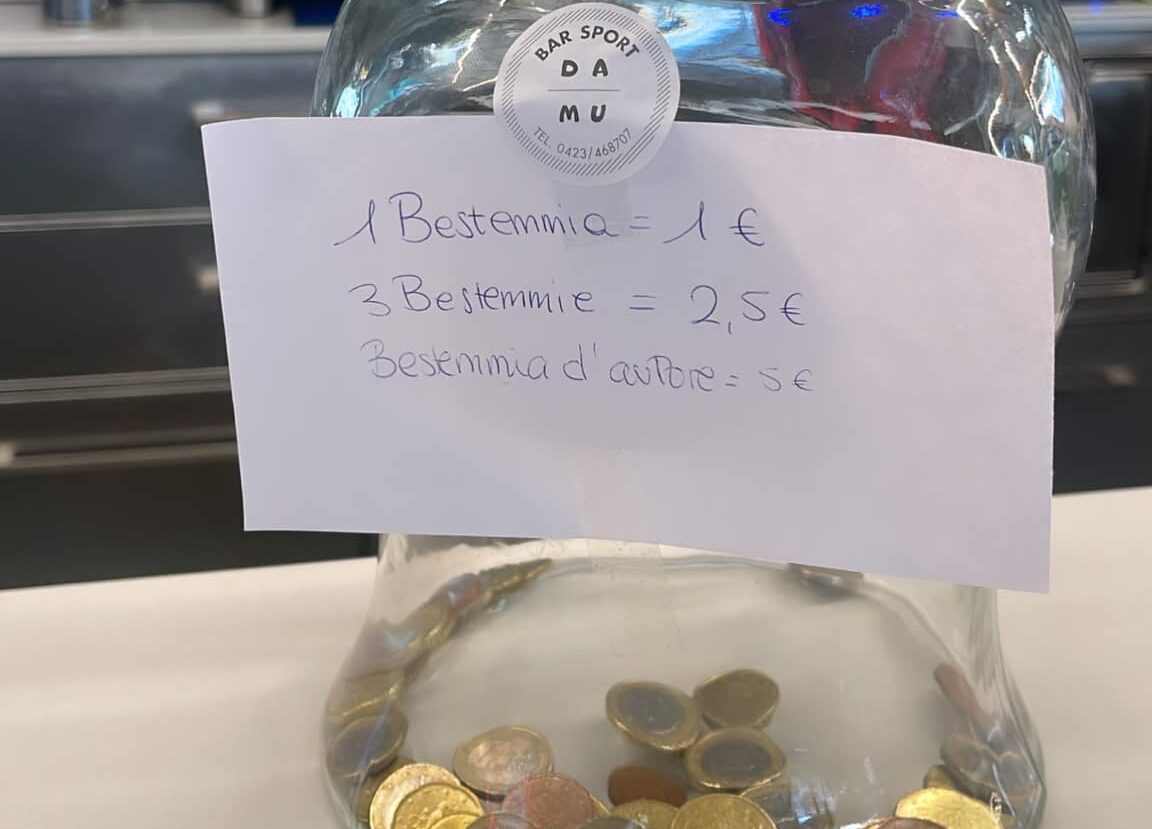 BAR SPORT
DA
MU
TEL. 0423/468707
1 Bestemmia = 1 €
3 Bestemmie = 2,5 €
Bestemmia d'autore = 5 €